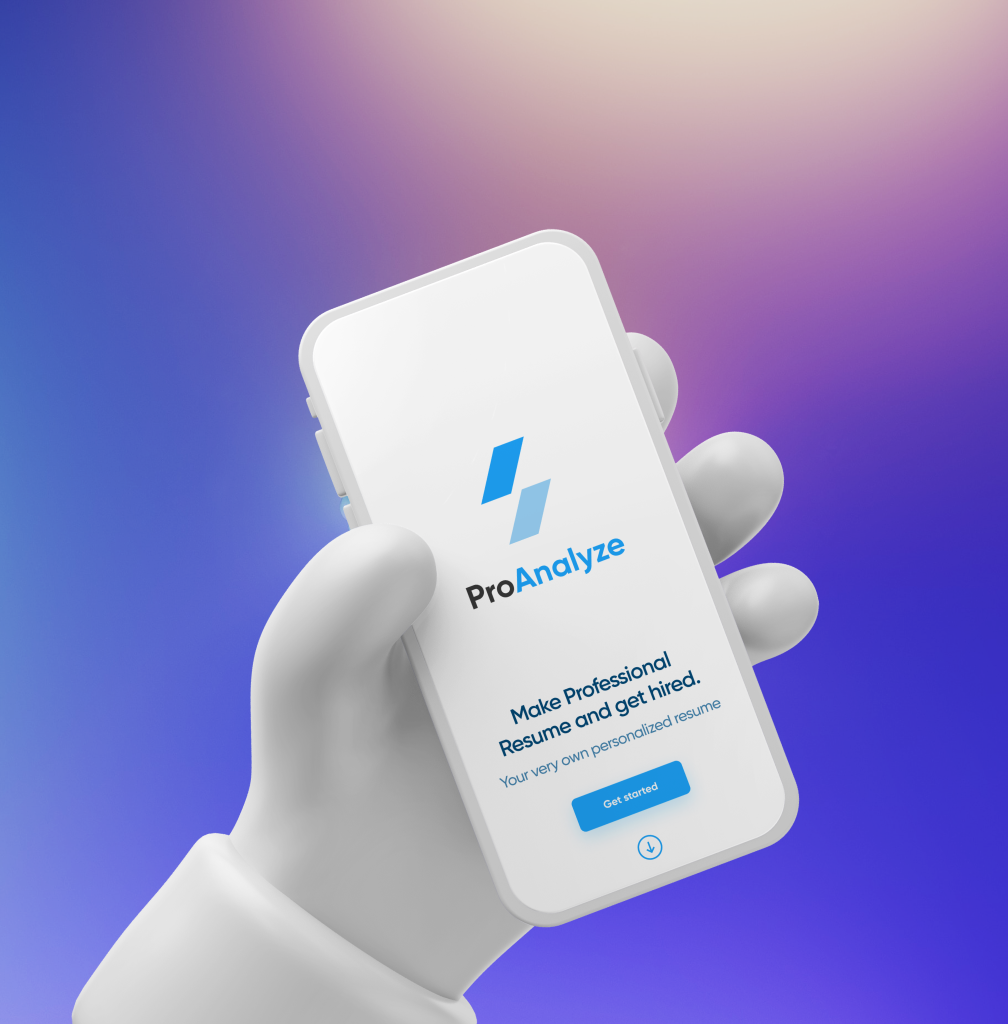 ProAnalyze
Make Professional
Resume and get hired.
Your very own personalized resume
Get started